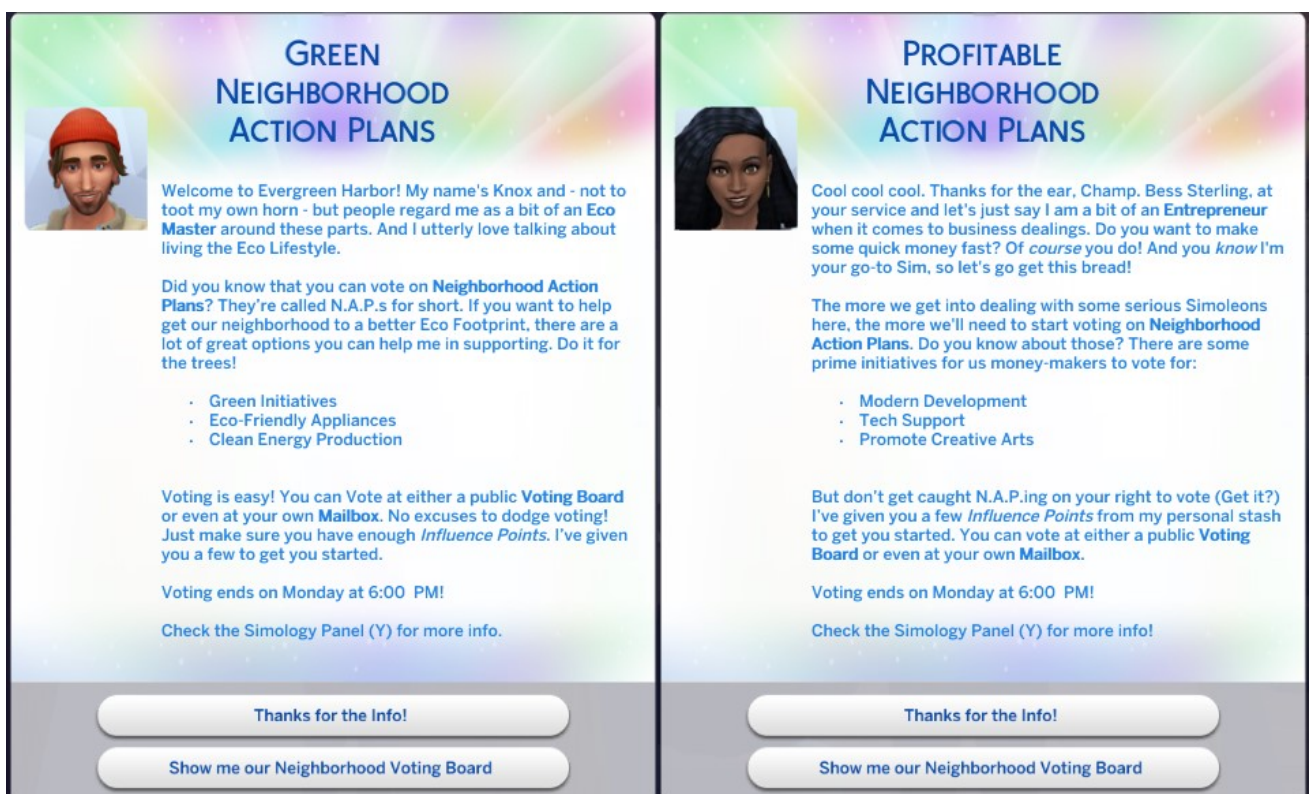 GREEN
NEIGHBORHOOD
ACTION PLANS
Welcome to Evergreen Harbor! My name's Knox and - not to
toot my own horn - but people regard me as a bit of an Eco
Master around these parts. And I utterly love talking about
living the Eco Lifestyle.
Did you know that you can vote on Neighborhood Action
Plans? They're called N.A.P.s for short. If you want to help
get our neighborhood to a better Eco Footprint, there are a
lot of great options you can help me in supporting. Do it for
the trees!
· Green Initiatives
· Eco-Friendly Appliances
· Clean Energy Production
Voting is easy! You can Vote at either a public Voting Board
or even at your own Mailbox. No excuses to dodge voting!
Just make sure you have enough Influence Points. I've given
you a few to get you started.
Voting ends on Monday at 6:00 PM!
Check the Simology Panel (Y) for more info.
Thanks for the Info!
Show me our Neighborhood Voting Board
PROFITABLE
NEIGHBORHOOD
ACTION PLANS
Cool cool cool. Thanks for the ear, Champ. Bess Sterling, at
your service and let's just say I am a bit of an Entrepreneur
when it comes to business dealings. Do you want to make
some quick money fast? Of course you do! And you know I'm
your go-to Sim, so let's go get this bread!
The more we get into dealing with some serious Simoleons
here, the more we'll need to start voting on Neighborhood
Action Plans. Do you know about those? There are some
prime initiatives for us money-makers to vote for:
· Modern Development
· Tech Support
· Promote Creative Arts
But don't get caught N.A.P.ing on your right to vote (Get it?)
I've given you a few Influence Points from my personal stash
to get you started. You can vote at either a public Voting
Board or even at your own Mailbox.
Voting ends on Monday at 6:00 PM!
Check the Simology Panel (Y) for more info!
Thanks for the Info!
Show me our Neighborhood Voting Board